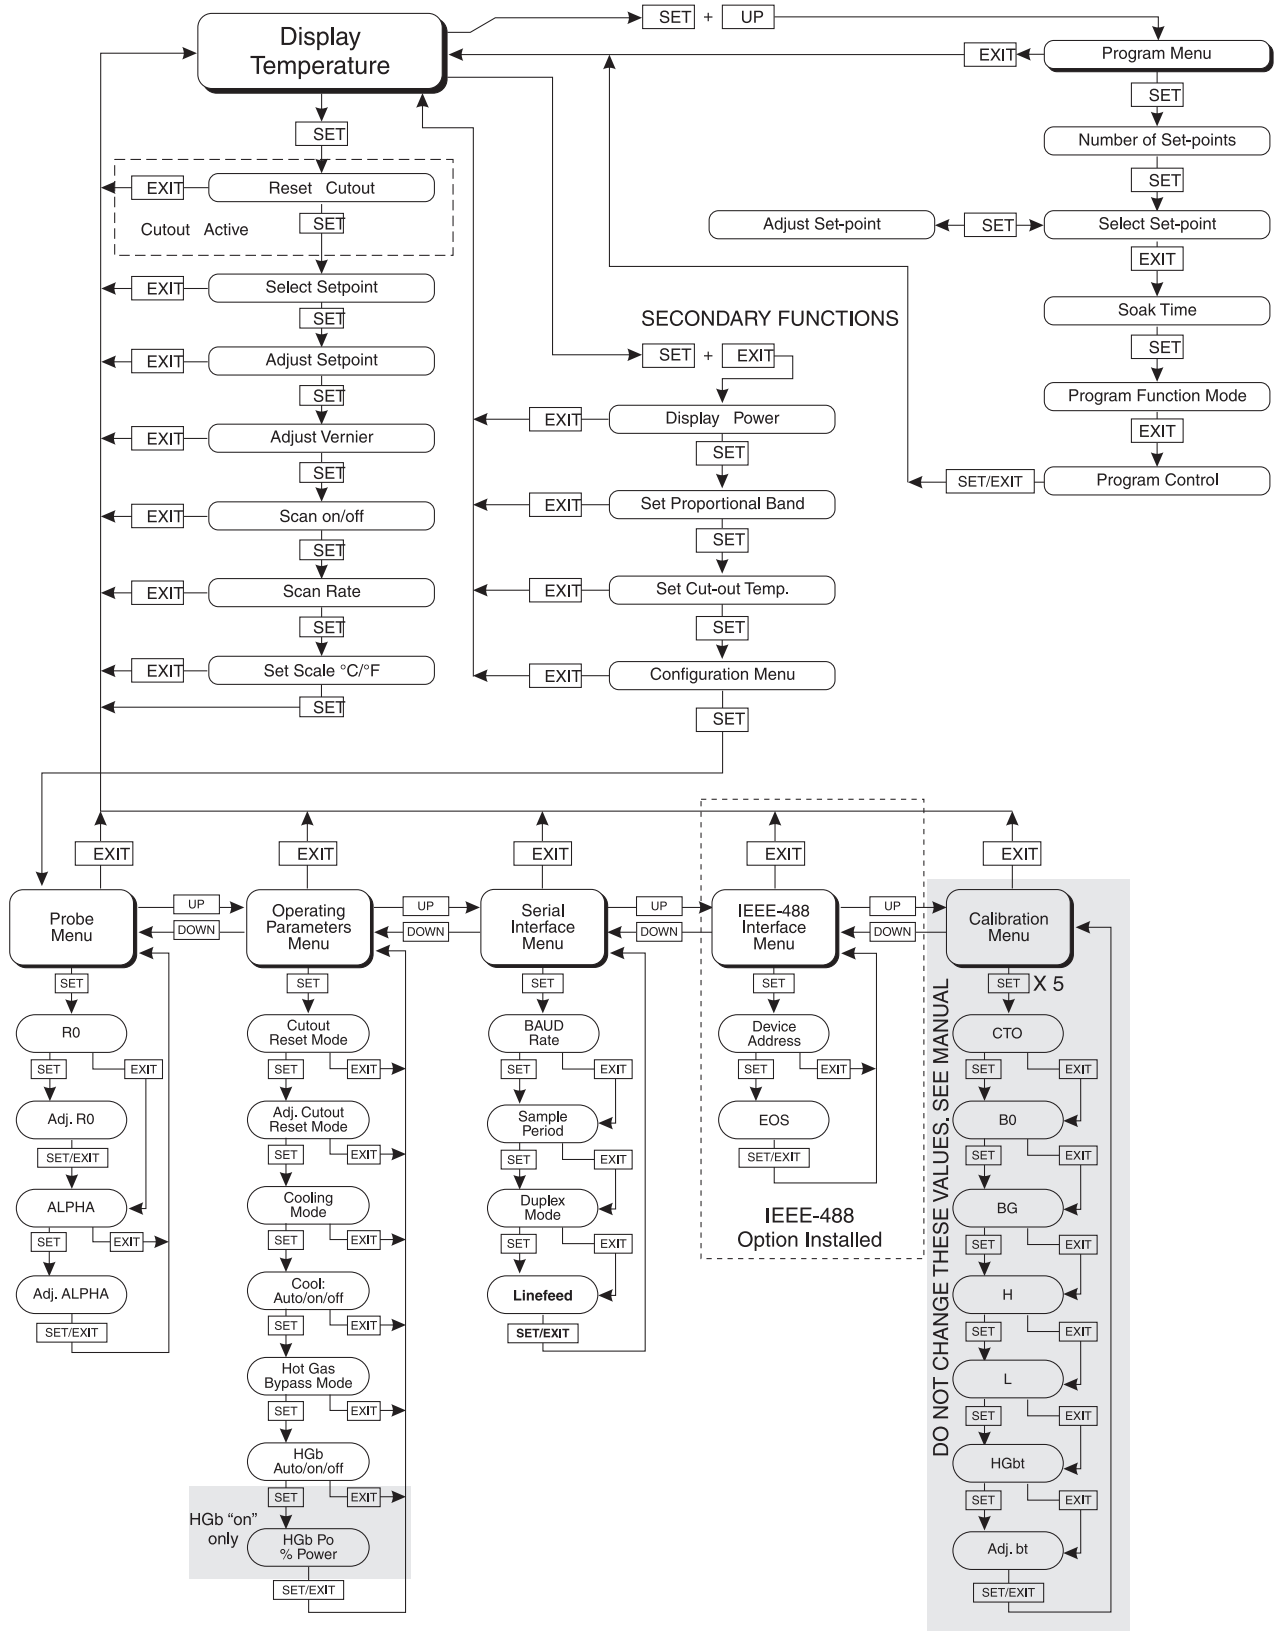 Display
Temperature
SET + UP
EXIT
Program Menu
SET
Number of Set-points
SET
Adjust Set-point
SET
Select Set-point
EXIT
Soak Time
SET
Program Function Mode
EXIT
SET/EXIT
Program Control
SET
EXIT
Reset Cutout
Cutout Active
SET
EXIT
Select Setpoint
SET
EXIT
Adjust Setpoint
SET
EXIT
Adjust Vernier
SET
EXIT
Scan on/off
SET
EXIT
Scan Rate
SET
EXIT
Set Scale °C/°F
SET
SECONDARY FUNCTIONS
SET + EXIT
EXIT
Display Power
SET
EXIT
Set Proportional Band
SET
EXIT
Set Cut-out Temp.
SET
EXIT
Configuration Menu
SET
EXIT
EXIT
EXIT
EXIT
EXIT
Probe
Menu
UP
DOWN
Operating
Parameters
Menu
UP
DOWN
Serial
Interface
Menu
UP
DOWN
IEEE-488
Interface
Menu
UP
DOWN
Calibration
Menu
SET
R0
SET
EXIT
Adj. R0
SET/EXIT
ALPHA
SET
EXIT
Adj. ALPHA
SET/EXIT
SET
Cutout
Reset Mode
SET
EXIT
Adj. Cutout
Reset Mode
SET
EXIT
Cooling
Mode
SET
EXIT
Cool:
Auto/on/off
SET
EXIT
Hot Gas
Bypass Mode
SET
EXIT
HGb
Auto/on/off
SET
EXIT
HGb “on”
only
HGb Po
% Power
SET/EXIT
SET
BAUD
Rate
SET
EXIT
Sample
Period
SET
EXIT
Duplex
Mode
SET
EXIT
Linefeed
SET/EXIT
SET
Device
Address
SET
EXIT
EOS
SET/EXIT
IEEE-488
Option Installed
DO NOT CHANGE THESE VALUES. SEE MANUAL
SET X 5
CTO
SET
EXIT
B0
SET
EXIT
BG
SET
EXIT
H
SET
EXIT
L
SET
EXIT
HGbt
SET
EXIT
Adj. bt
SET/EXIT